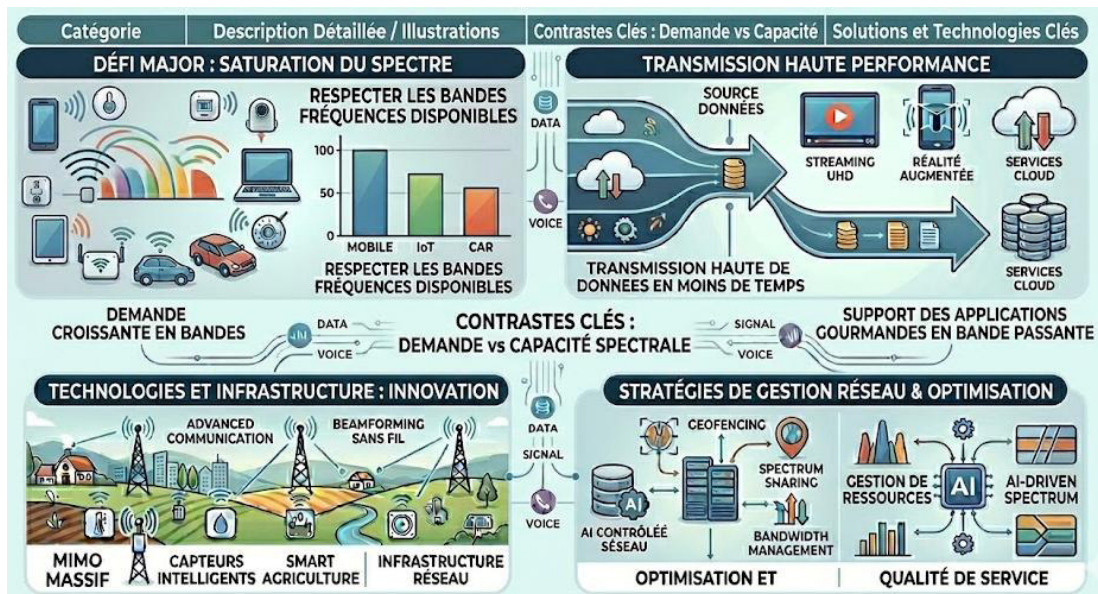 Catégorie
Description Détaillée / Illustrations
Contrastes Clés : Demande vs Capacité
Solutions et Technologies Clés
DÉFI MAJOR : SATURATION DU SPECTRE
RESPECTER LES BANDES
FRÉQUENCES DISPONIBLES
100
50
0
MOBILE
IoT
CAR
RESPECTER LES BANDES
FRÉQUENCES DISPONIBLES
DATA
VOICE
TRANSMISSION HAUTE PERFORMANCE
SOURCE
DONNÉES
STREAMING
UHD
RÉALITÉ
AUGMENTÉE
SERVICES
CLOUD
TRANSMISSION HAUTE DE
DONNEES EN MOINS DE TEMPS
SERVICES
CLOUD
DEMANDE
CROISSANTE EN BANDES
DATA
VOICE
CONTRASTES CLÉS :
DEMANDE vs CAPACITÉ SPECTRALE
SIGNAL
VOICE
SUPPORT DES APPLICATIONS
GOURMANDES EN BANDE PASSANTE
TECHNOLOGIES ET INFRASTRUCTURE : INNOVATION
ADVANCED
COMMUNICATION
BEAMFORMING
SANS FIL
MIMO
MASSIF
CAPTEURS
INTELLIGENTS
SMART
AGRICULTURE
INFRASTRUCTURE
RÉSEAU
DATA
SIGNAL
VOICE
STRATÉGIES DE GESTION RÉSEAU & OPTIMISATION
GEOFENCING
SPECTRUM
SHARING
AI
AI CONTRÔLÉÉ
SÉSEAU
BANDWIDTH
MANAGEMENT
GESTION DE
RESSOURCES
AI
AI-DRIVEN
SPECTRUM
OPTIMISATION ET
QUALITÉ DE SERVICE